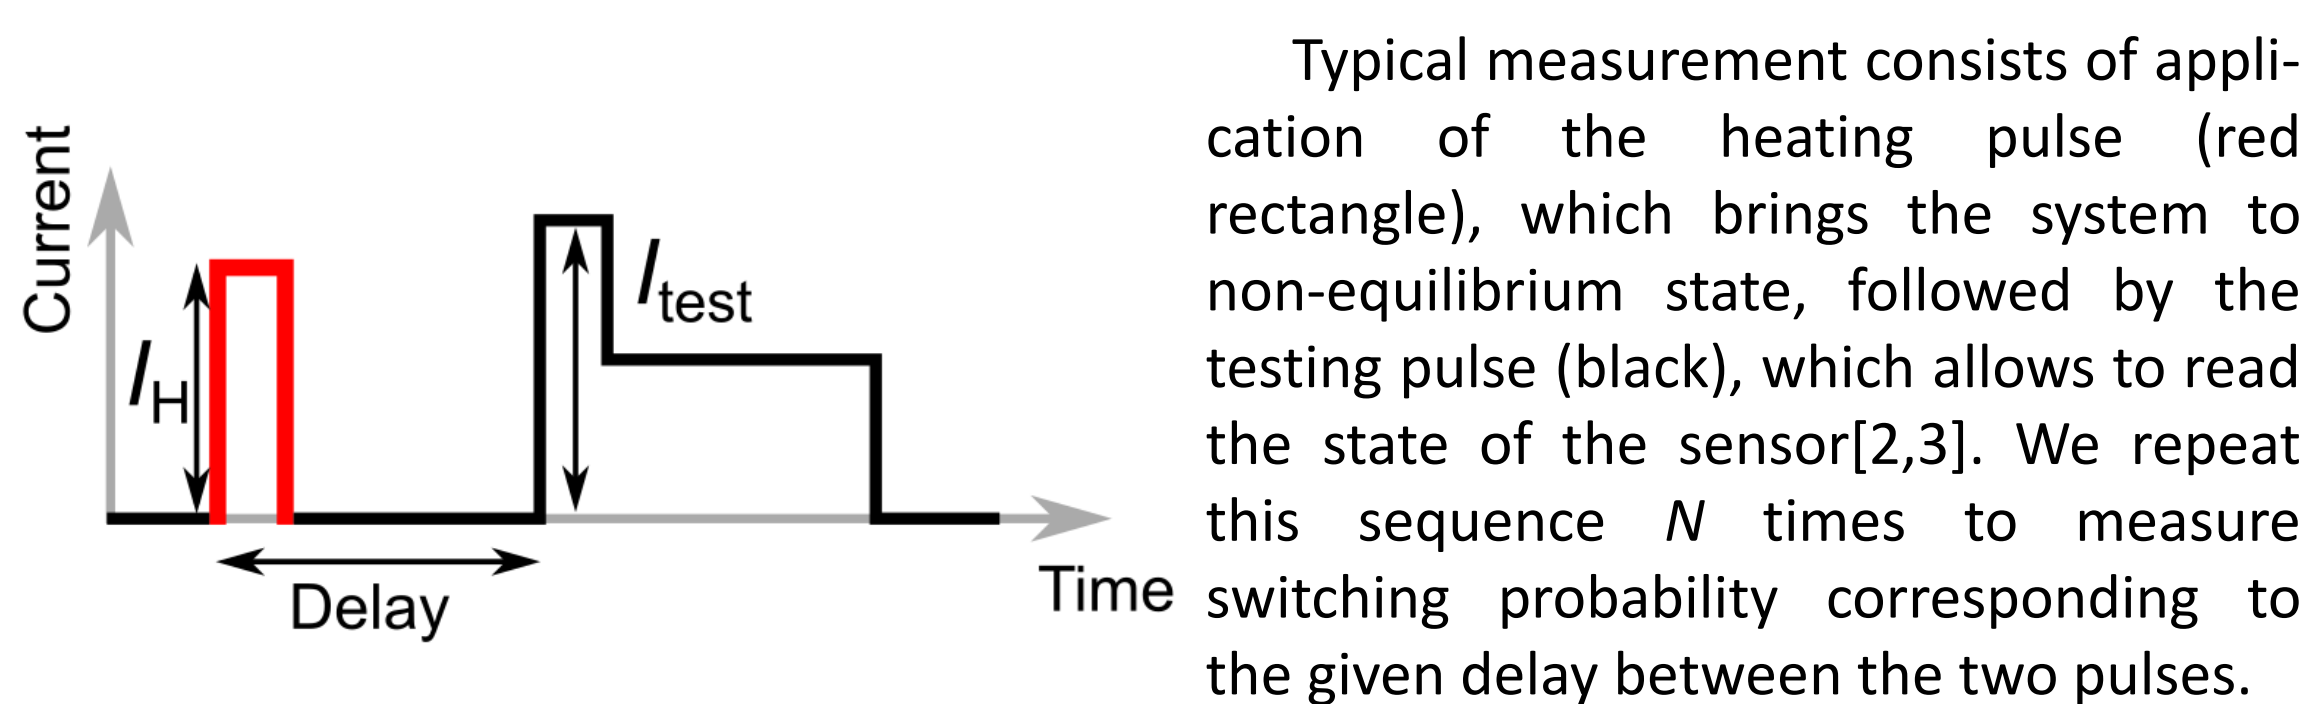 Current
I_H
I_test
Delay
Time
Typical measurement consists of appli-
cation of the heating pulse (red
rectangle), which brings the system to
non-equilibrium state, followed by the
testing pulse (black), which allows to read
the state of the sensor[2,3]. We repeat
this sequence N times to measure
switching probability corresponding to
the given delay between the two pulses.